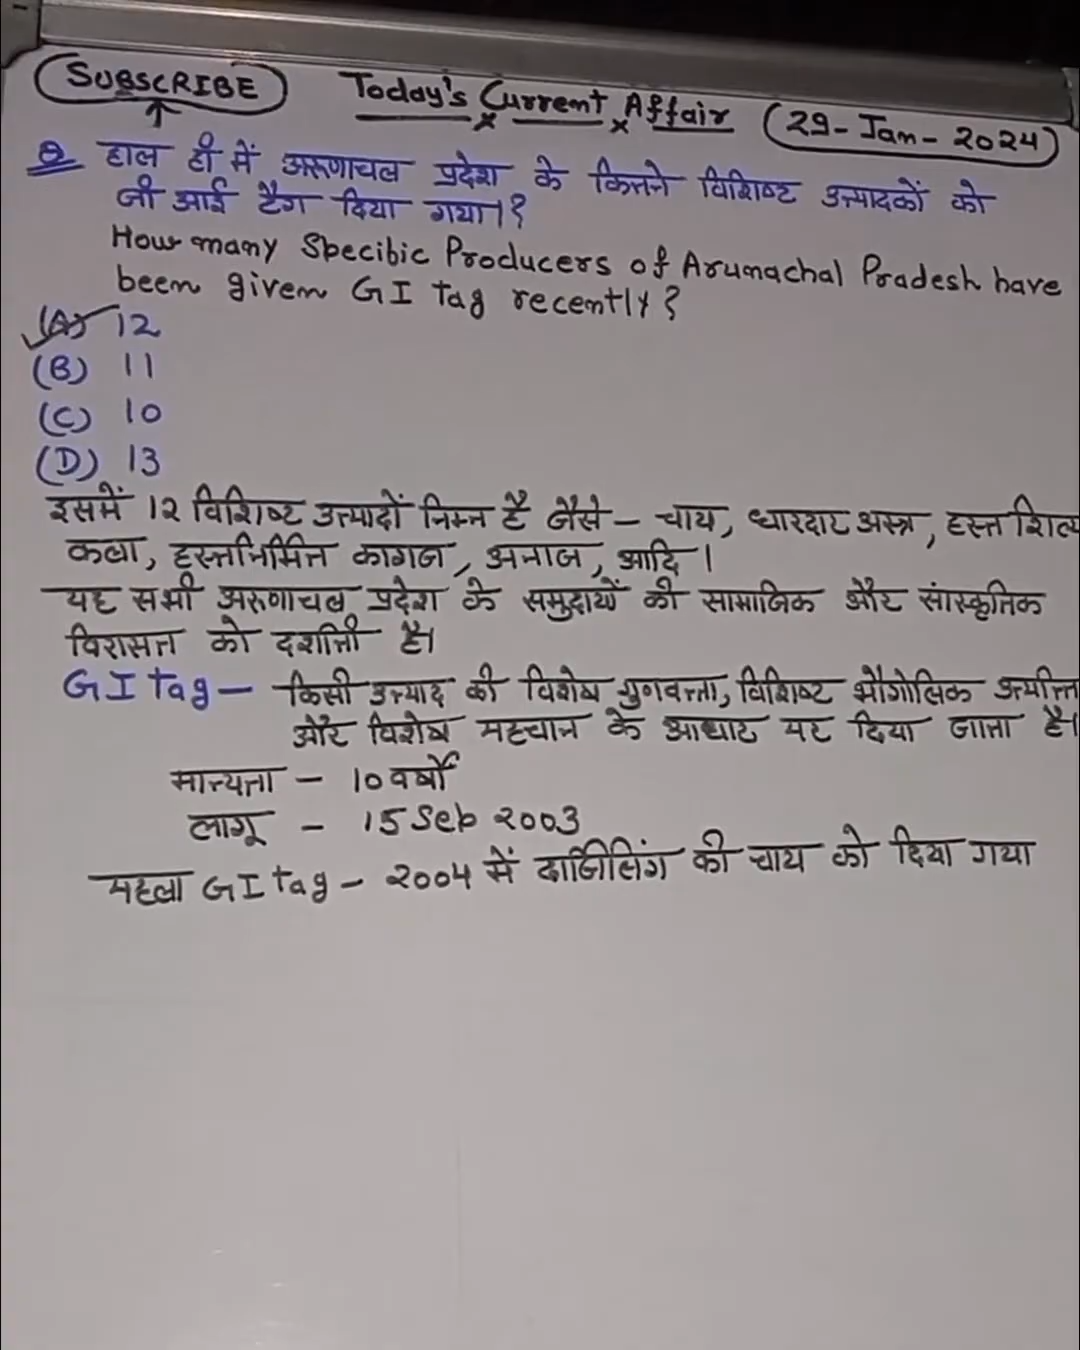 SUBSCRIBE Today's Current Affair (29-Jan-2024)
Q हाल ही में अरुणाचल प्रदेश के कितने विशिष्ट उत्पादकों को
जी आई टैग दिया गया।?
How many Specific Producers of Arunachal Pradesh have
been given GI tag recently?
(A) 12
(B) 11
(C) 10
(D) 13
इसमें 12 विशिष्ट उत्पादों निम्न है जैसे – चाय, धारदार अस्त्र, हस्त शिल्प
कला, हस्तनिर्मित कागज, अनाज, आदि।
यह सभी अरुणाचल प्रदेश के समुदायों की सामाजिक और सांस्कृतिक
विरासत को दर्शाती है।
GI tag – किसी उत्पाद की विशेष गुणवत्ता, विशिष्ट भौगोलिक उत्पत्ति
और विशेष पहचान के आधार पर दिया जाता है।
मान्यता – 10 वर्षों
लागू – 15 Sep 2003
पहला GI tag – 2004 में दार्जिलिंग की चाय को दिया गया